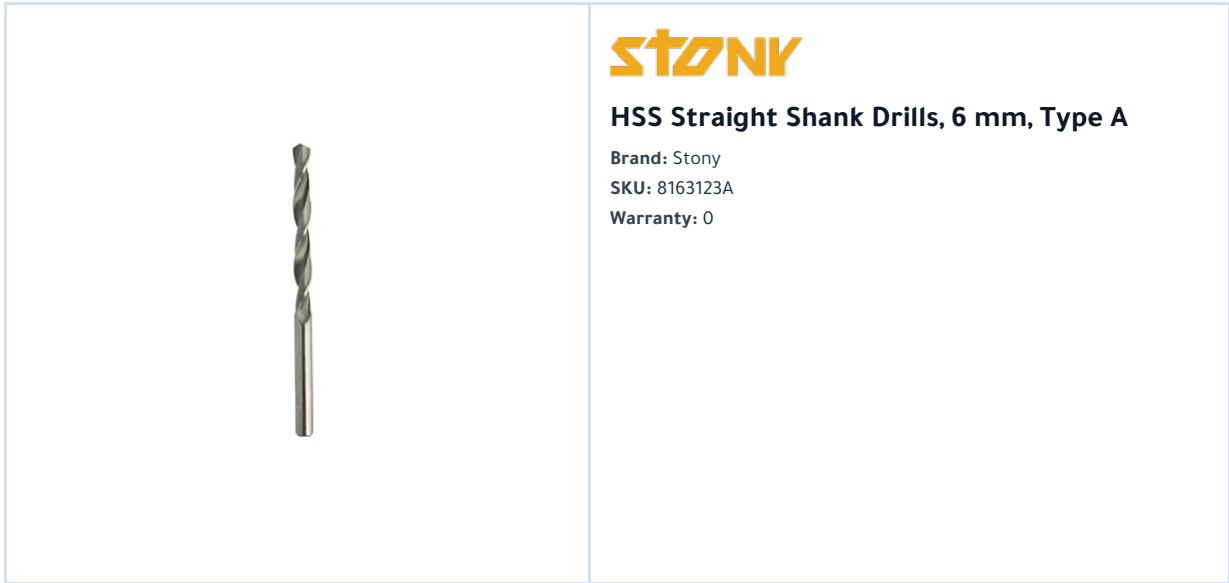 STONY
HSS Straight Shank Drills, 6 mm, Type A
Brand: Stony
SKU: 8163123A
Warranty: 0